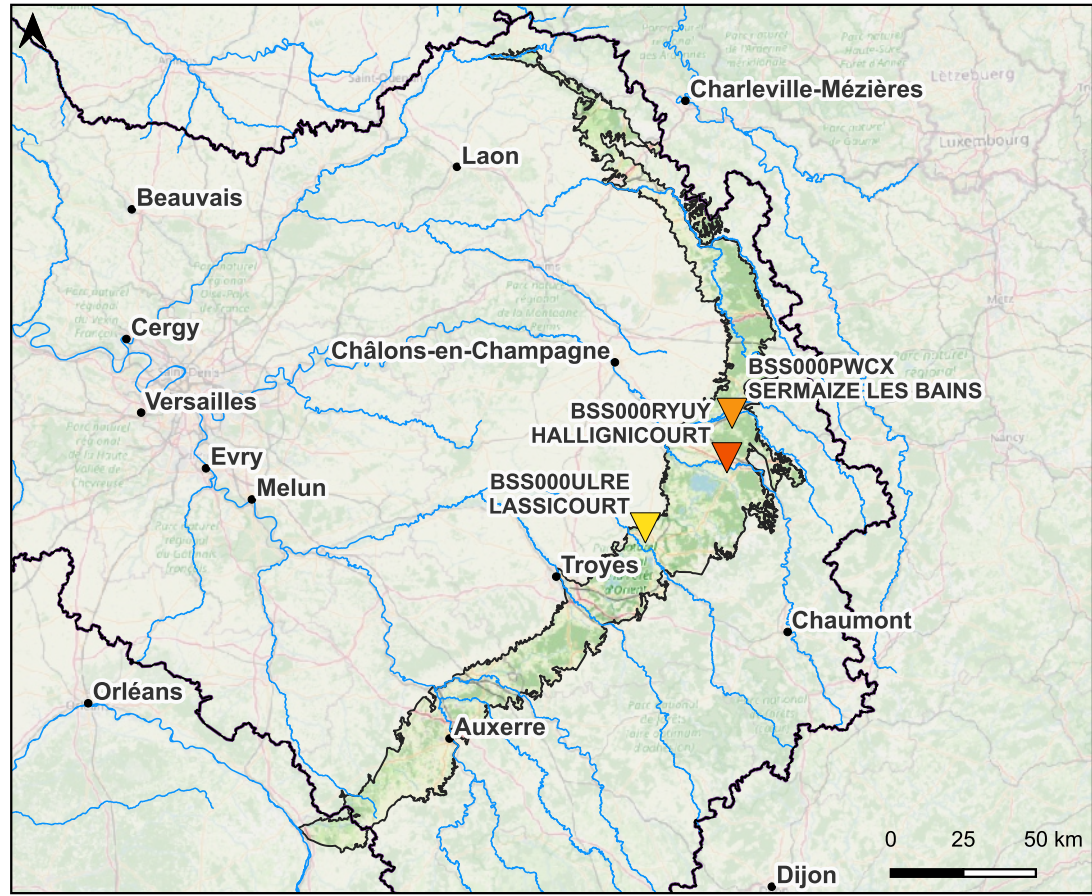 Charleville-Mézières
Lëtzebuerg
Luxembourg
Laon
Beauvais
Cergy
Châlons-en-Champagne
BSS000PWCX
SERMAIZE LES BAINS
BSS000RYUY
HALLIGNICOURT
Versailles
Evry
Melun
BSS000ULRE
LASSICOURT
Troyes
Chaumont
Orléans
Auxerre
0 25 50 km
Dijon